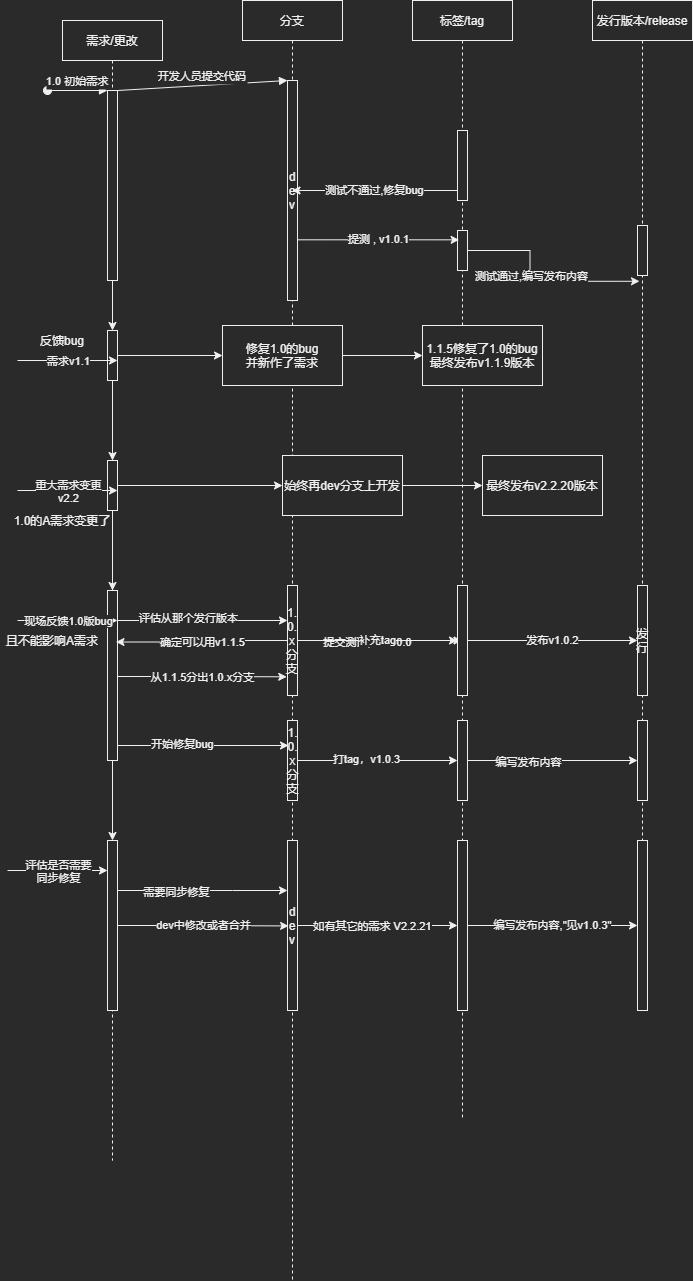 需求/更改
分支
标签/tag
发行版本/release
1.0 初始需求
开发人员提交代码
dev
测试不通过,修复bug
提测 , v1.0.1
测试通过,编写发布内容
反馈bug
需求v1.1
修复1.0的bug
并新作了需求
1.1.5修复了1.0的bug
最终发布v1.1.9版本
重大需求变更
v2.2
1.0的A需求变更了
始终再dev分支上开发
最终发布v2.2.20版本
现场反馈1.0版bug
且不能影响A需求
评估从那个发行版本
确定可以用v1.1.5
从1.1.5分出1.0.x分支
1.0.x分支
提交测
补充tag
0.0
发布v1.0.2
发行
开始修复bug
1.0.x分支
打tag，v1.0.3
编写发布内容
评估是否需要
同步修复
需要同步修复
dev中修改或者合并
dev
如有其它的需求 V2.2.21
编写发布内容,"见v1.0.3"